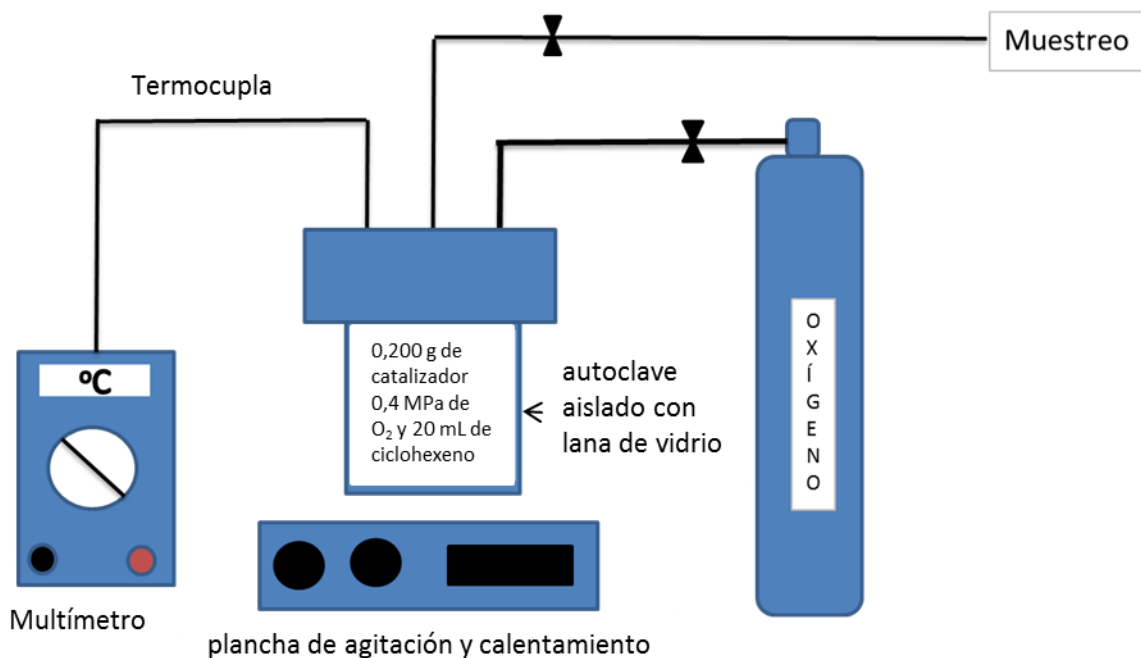 Muestreo
Termocupla
ºC
0,200 g de
catalizador
0,4 MPa de
O₂ y 20 mL de
ciclohexeno
autoclave
aislado con
lana de vidrio
OXÍGENO
Multímetro
plancha de agitación y calentamiento